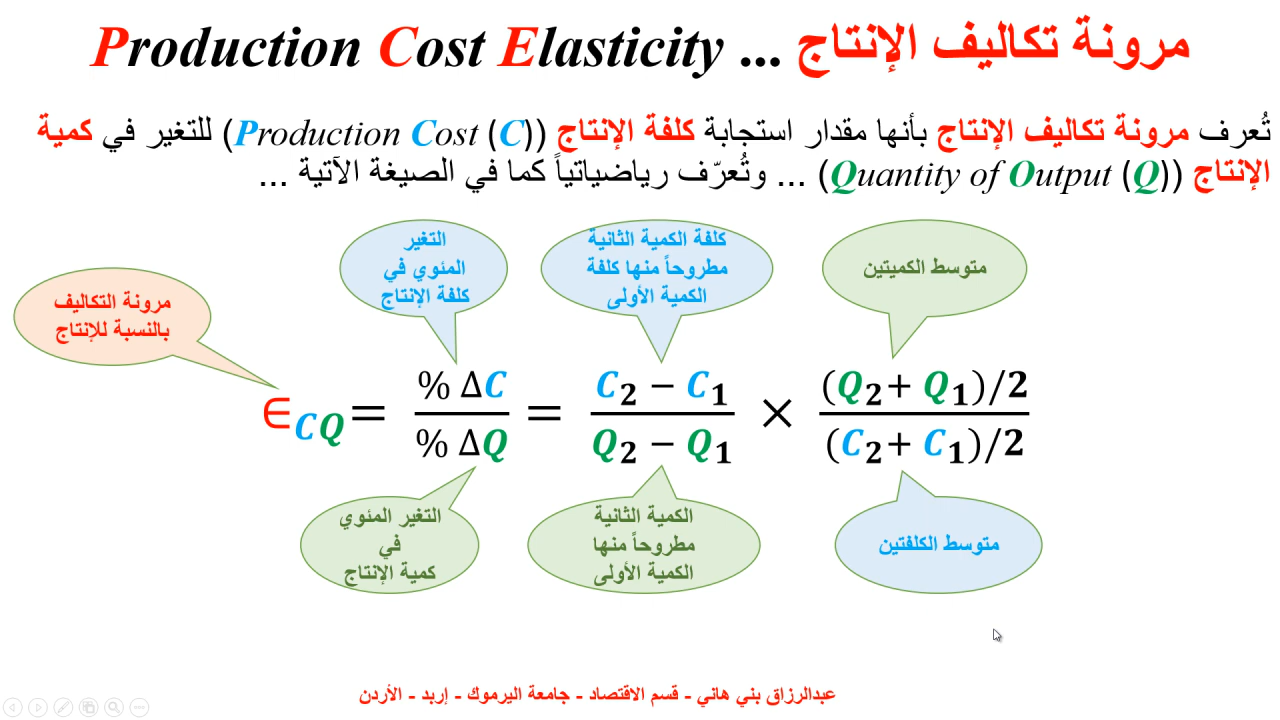 مرونة تكاليف الإنتاج ... Production Cost Elasticity
تُعرف مرونة تكاليف الإنتاج بأنها مقدار استجابة كلفة الإنتاج (Production Cost (C)) للتغير في كمية
الإنتاج (Quantity of Output (Q)) ... وتُعرّف رياضياتياً كما في الصيغة الآتية ...
التغير
المئوي في
كلفة الإنتاج
كلفة الكمية الثانية
مطروحاً منها كلفة
الكمية الأولى
متوسط الكميتين
مرونة التكاليف
بالنسبة للإنتاج
∈CQ = % ΔC / % ΔQ = C2 − C1 / Q2 − Q1 × (Q2+ Q1)/2 / (C2+ C1)/2
التغير المئوي
في
كمية الإنتاج
الكمية الثانية
مطروحاً منها
الكمية الأولى
متوسط الكلفتين
عبدالرزاق بني هاني - قسم الاقتصاد - جامعة اليرموك - إربد - الأردن